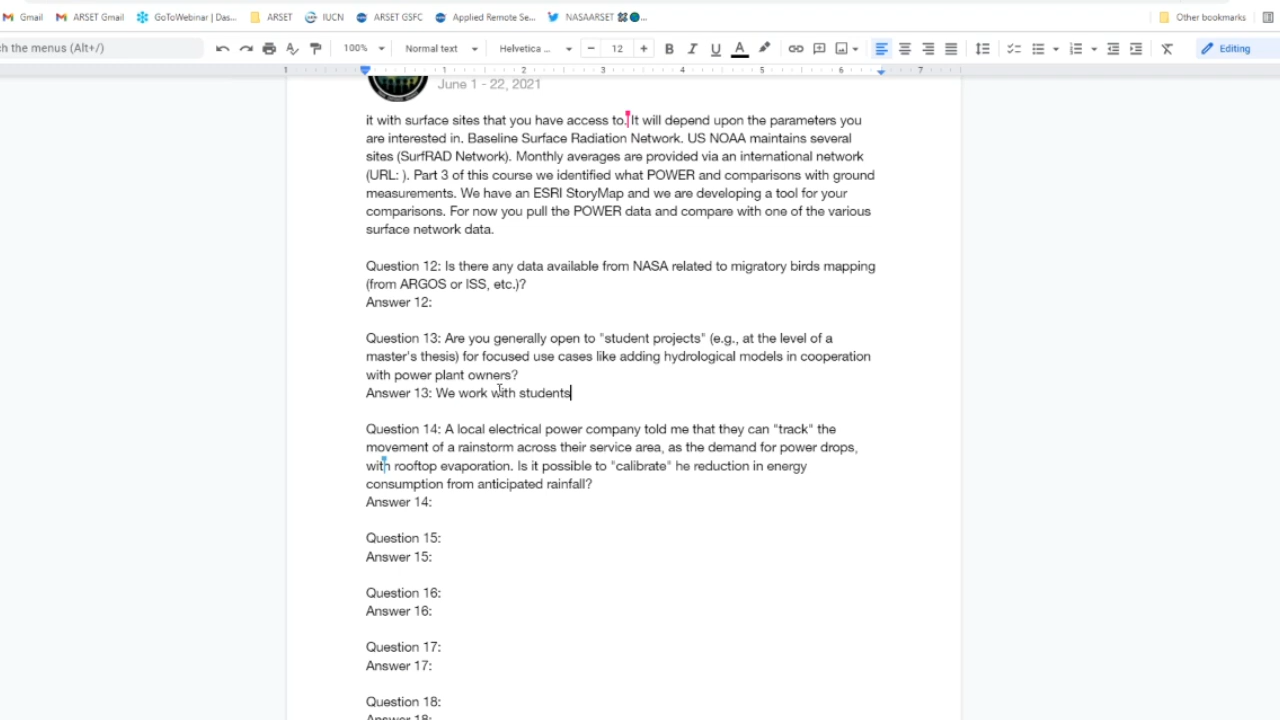 Gmail ARSET Gmail GoToWebinar | Das... ARSET IUCN ARSET GSFC Applied Remote Se... NASAARSET Other bookmarks
ch the menus (Alt+/) 100% Normal text Helvetica ... 12 B I U A Editing
1 1 2 3 4 5 6 7
June 1 - 22, 2021
it with surface sites that you have access to. It will depend upon the parameters you
are interested in. Baseline Surface Radiation Network. US NOAA maintains several
sites (SurfRAD Network). Monthly averages are provided via an international network
(URL: ). Part 3 of this course we identified what POWER and comparisons with ground
measurements. We have an ESRI StoryMap and we are developing a tool for your
comparisons. For now you pull the POWER data and compare with one of the various
surface network data.
Question 12: Is there any data available from NASA related to migratory birds mapping
(from ARGOS or ISS, etc.)?
Answer 12:
Question 13: Are you generally open to "student projects" (e.g., at the level of a
master's thesis) for focused use cases like adding hydrological models in cooperation
with power plant owners?
Answer 13: We work with students
Question 14: A local electrical power company told me that they can "track" the
movement of a rainstorm across their service area, as the demand for power drops,
with rooftop evaporation. Is it possible to "calibrate" he reduction in energy
consumption from anticipated rainfall?
Answer 14:
Question 15:
Answer 15:
Question 16:
Answer 16:
Question 17:
Answer 17:
Question 18:
Answer 18: